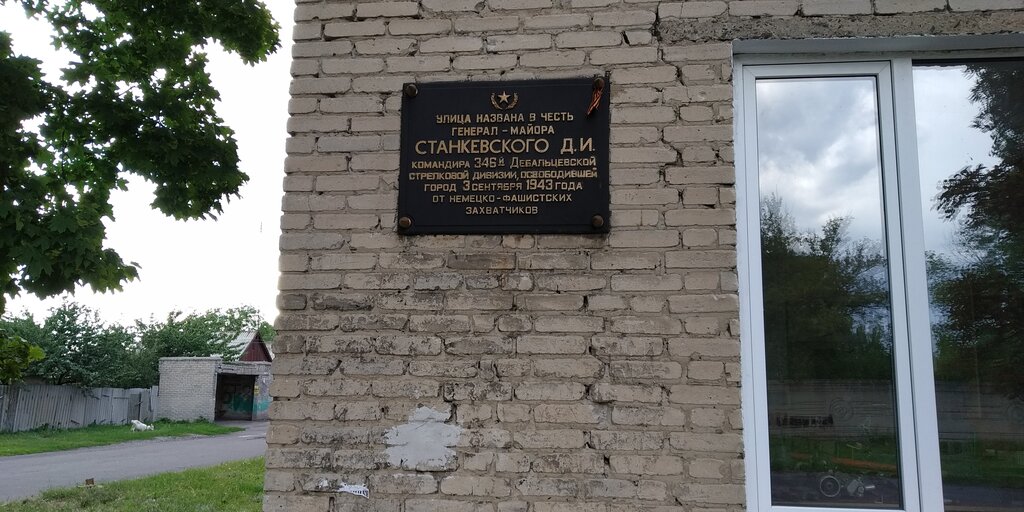 УЛИЦА НАЗВАНА В ЧЕСТЬ
ГЕНЕРАЛ - МАЙОРА
СТАНКЕВСКОГО Д.И.
КОМАНДИРА 346й ДЕБАЛЬЦЕВСКОЙ
СТРЕЛКОВОЙ ДИВИЗИИ, ОСВОБОДИВШЕЙ
ГОРОД 3 СЕНТЯБРЯ 1943 ГОДА
ОТ НЕМЕЦКО-ФАШИСТСКИХ
ЗАХВАТЧИКОВ